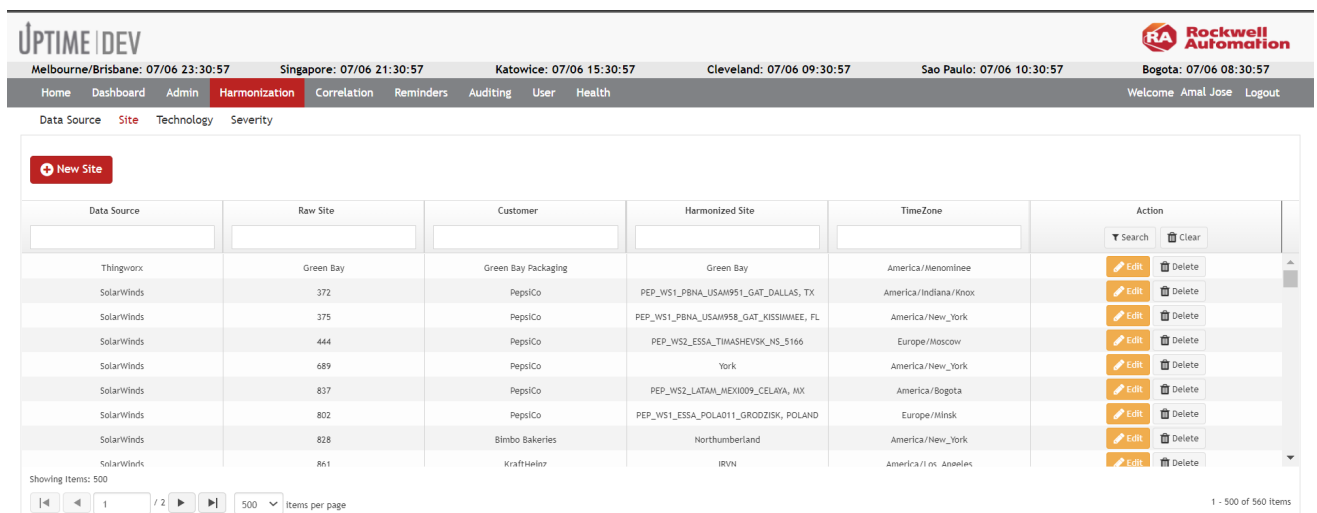 UPTIME|DEV
RA Rockwell Automation
Melbourne/Brisbane: 07/06 23:30:57 Singapore: 07/06 21:30:57 Katowice: 07/06 15:30:57 Cleveland: 07/06 09:30:57 Sao Paulo: 07/06 10:30:57 Bogota: 07/06 08:30:57
Home Dashboard Admin Harmonization Correlation Reminders Auditing User Health Welcome Amal Jose Logout
Data Source Site Technology Severity
New Site
Data Source Raw Site Customer Harmonized Site TimeZone Action
Search Clear
Thingworx Green Bay Green Bay Packaging Green Bay America/Menominee Edit Delete
SolarWinds 372 PepsiCo PEP_WS1_PBNA_USAM951_GAT_DALLAS, TX America/Indiana/Knox Edit Delete
SolarWinds 375 PepsiCo PEP_WS1_PBNA_USAM958_GAT_KISSIMMEE, FL America/New_York Edit Delete
SolarWinds 444 PepsiCo PEP_WS2_ESSA_TIMASHEVSK_NS_5166 Europe/Moscow Edit Delete
SolarWinds 689 PepsiCo York America/New_York Edit Delete
SolarWinds 837 PepsiCo PEP_WS2_LATAM_MEXI009_CELAYA, MX America/Bogota Edit Delete
SolarWinds 802 PepsiCo PEP_WS1_ESSA_POLA011_GRODZISK, POLAND Europe/Minsk Edit Delete
SolarWinds 828 Bimbo Bakeries Northumberland America/New_York Edit Delete
SolarWinds 861 KraftHeinz IRVN America/Los_Angeles Edit Delete
Showing Items: 500
1 / 2 500 Items per page 1 - 500 of 560 items